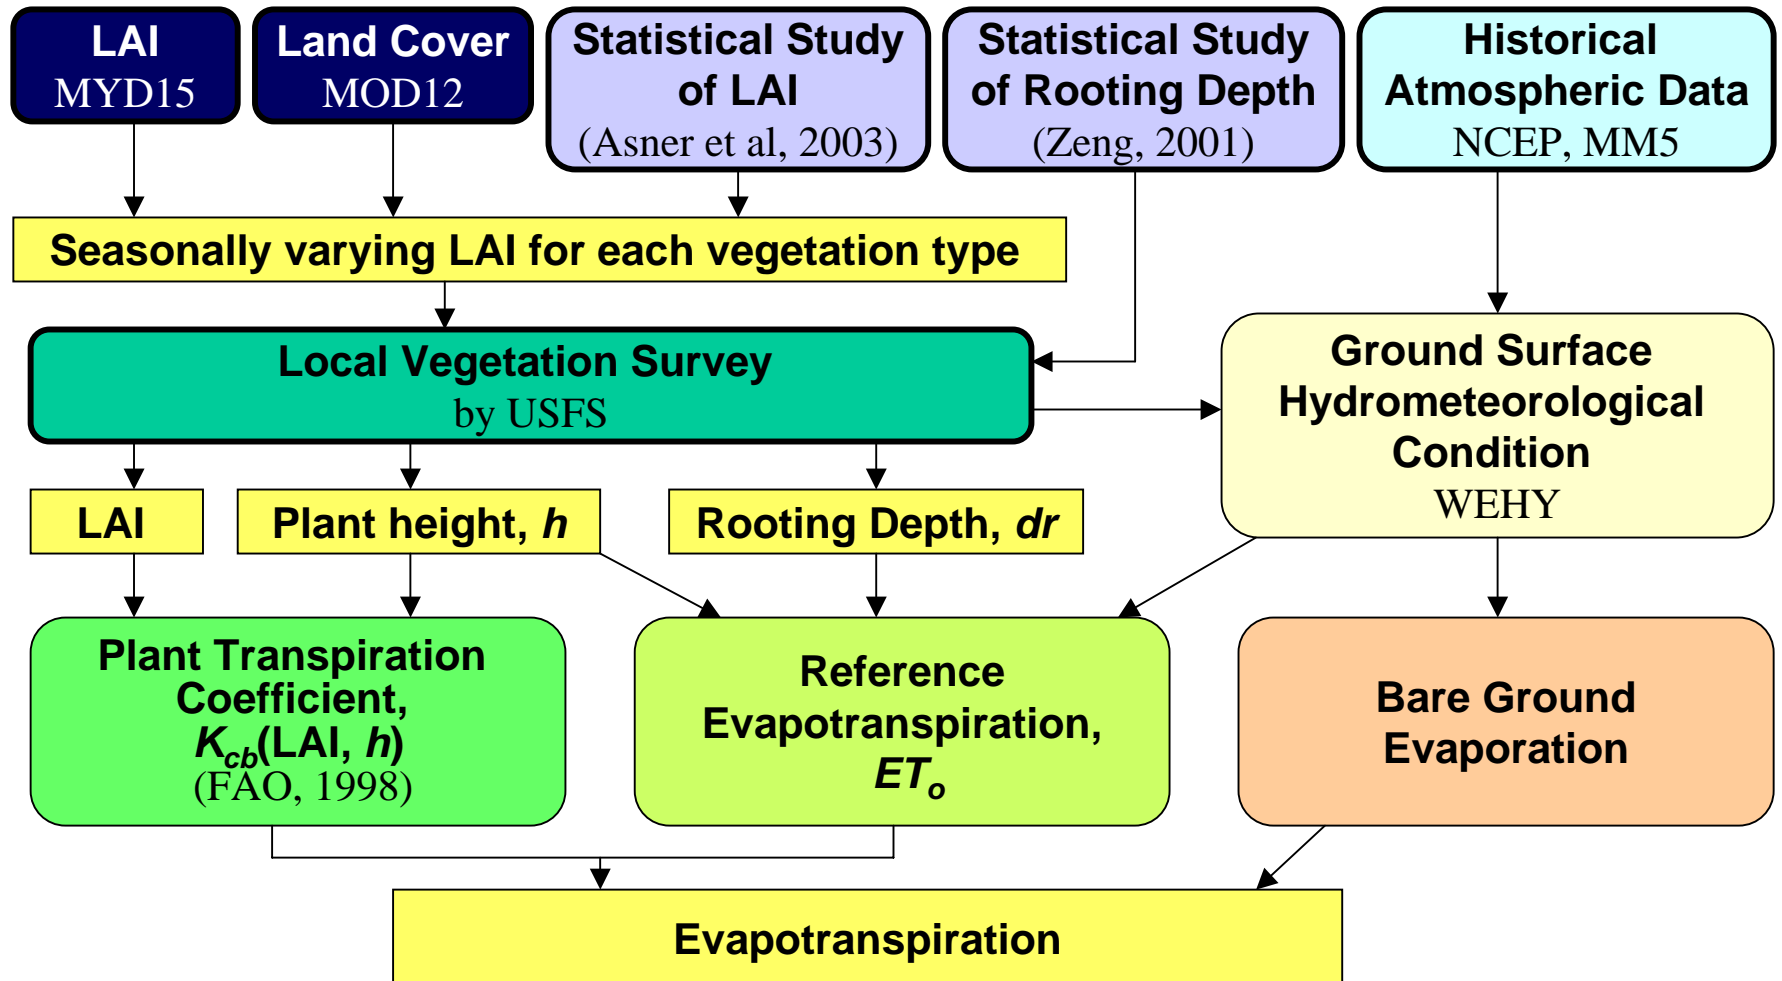 LAI
MYD15
Land Cover
MOD12
Statistical Study
of LAI
(Asner et al, 2003)
Statistical Study
of Rooting Depth
(Zeng, 2001)
Historical
Atmospheric Data
NCEP, MM5
Seasonally varying LAI for each vegetation type
Local Vegetation Survey
by USFS
Ground Surface
Hydrometeorological
Condition
WEHY
LAI
Plant height, h
Rooting Depth, dr
Plant Transpiration
Coefficient,
Kcb(LAI, h)
(FAO, 1998)
Reference
Evapotranspiration,
ETo
Bare Ground
Evaporation
Evapotranspiration